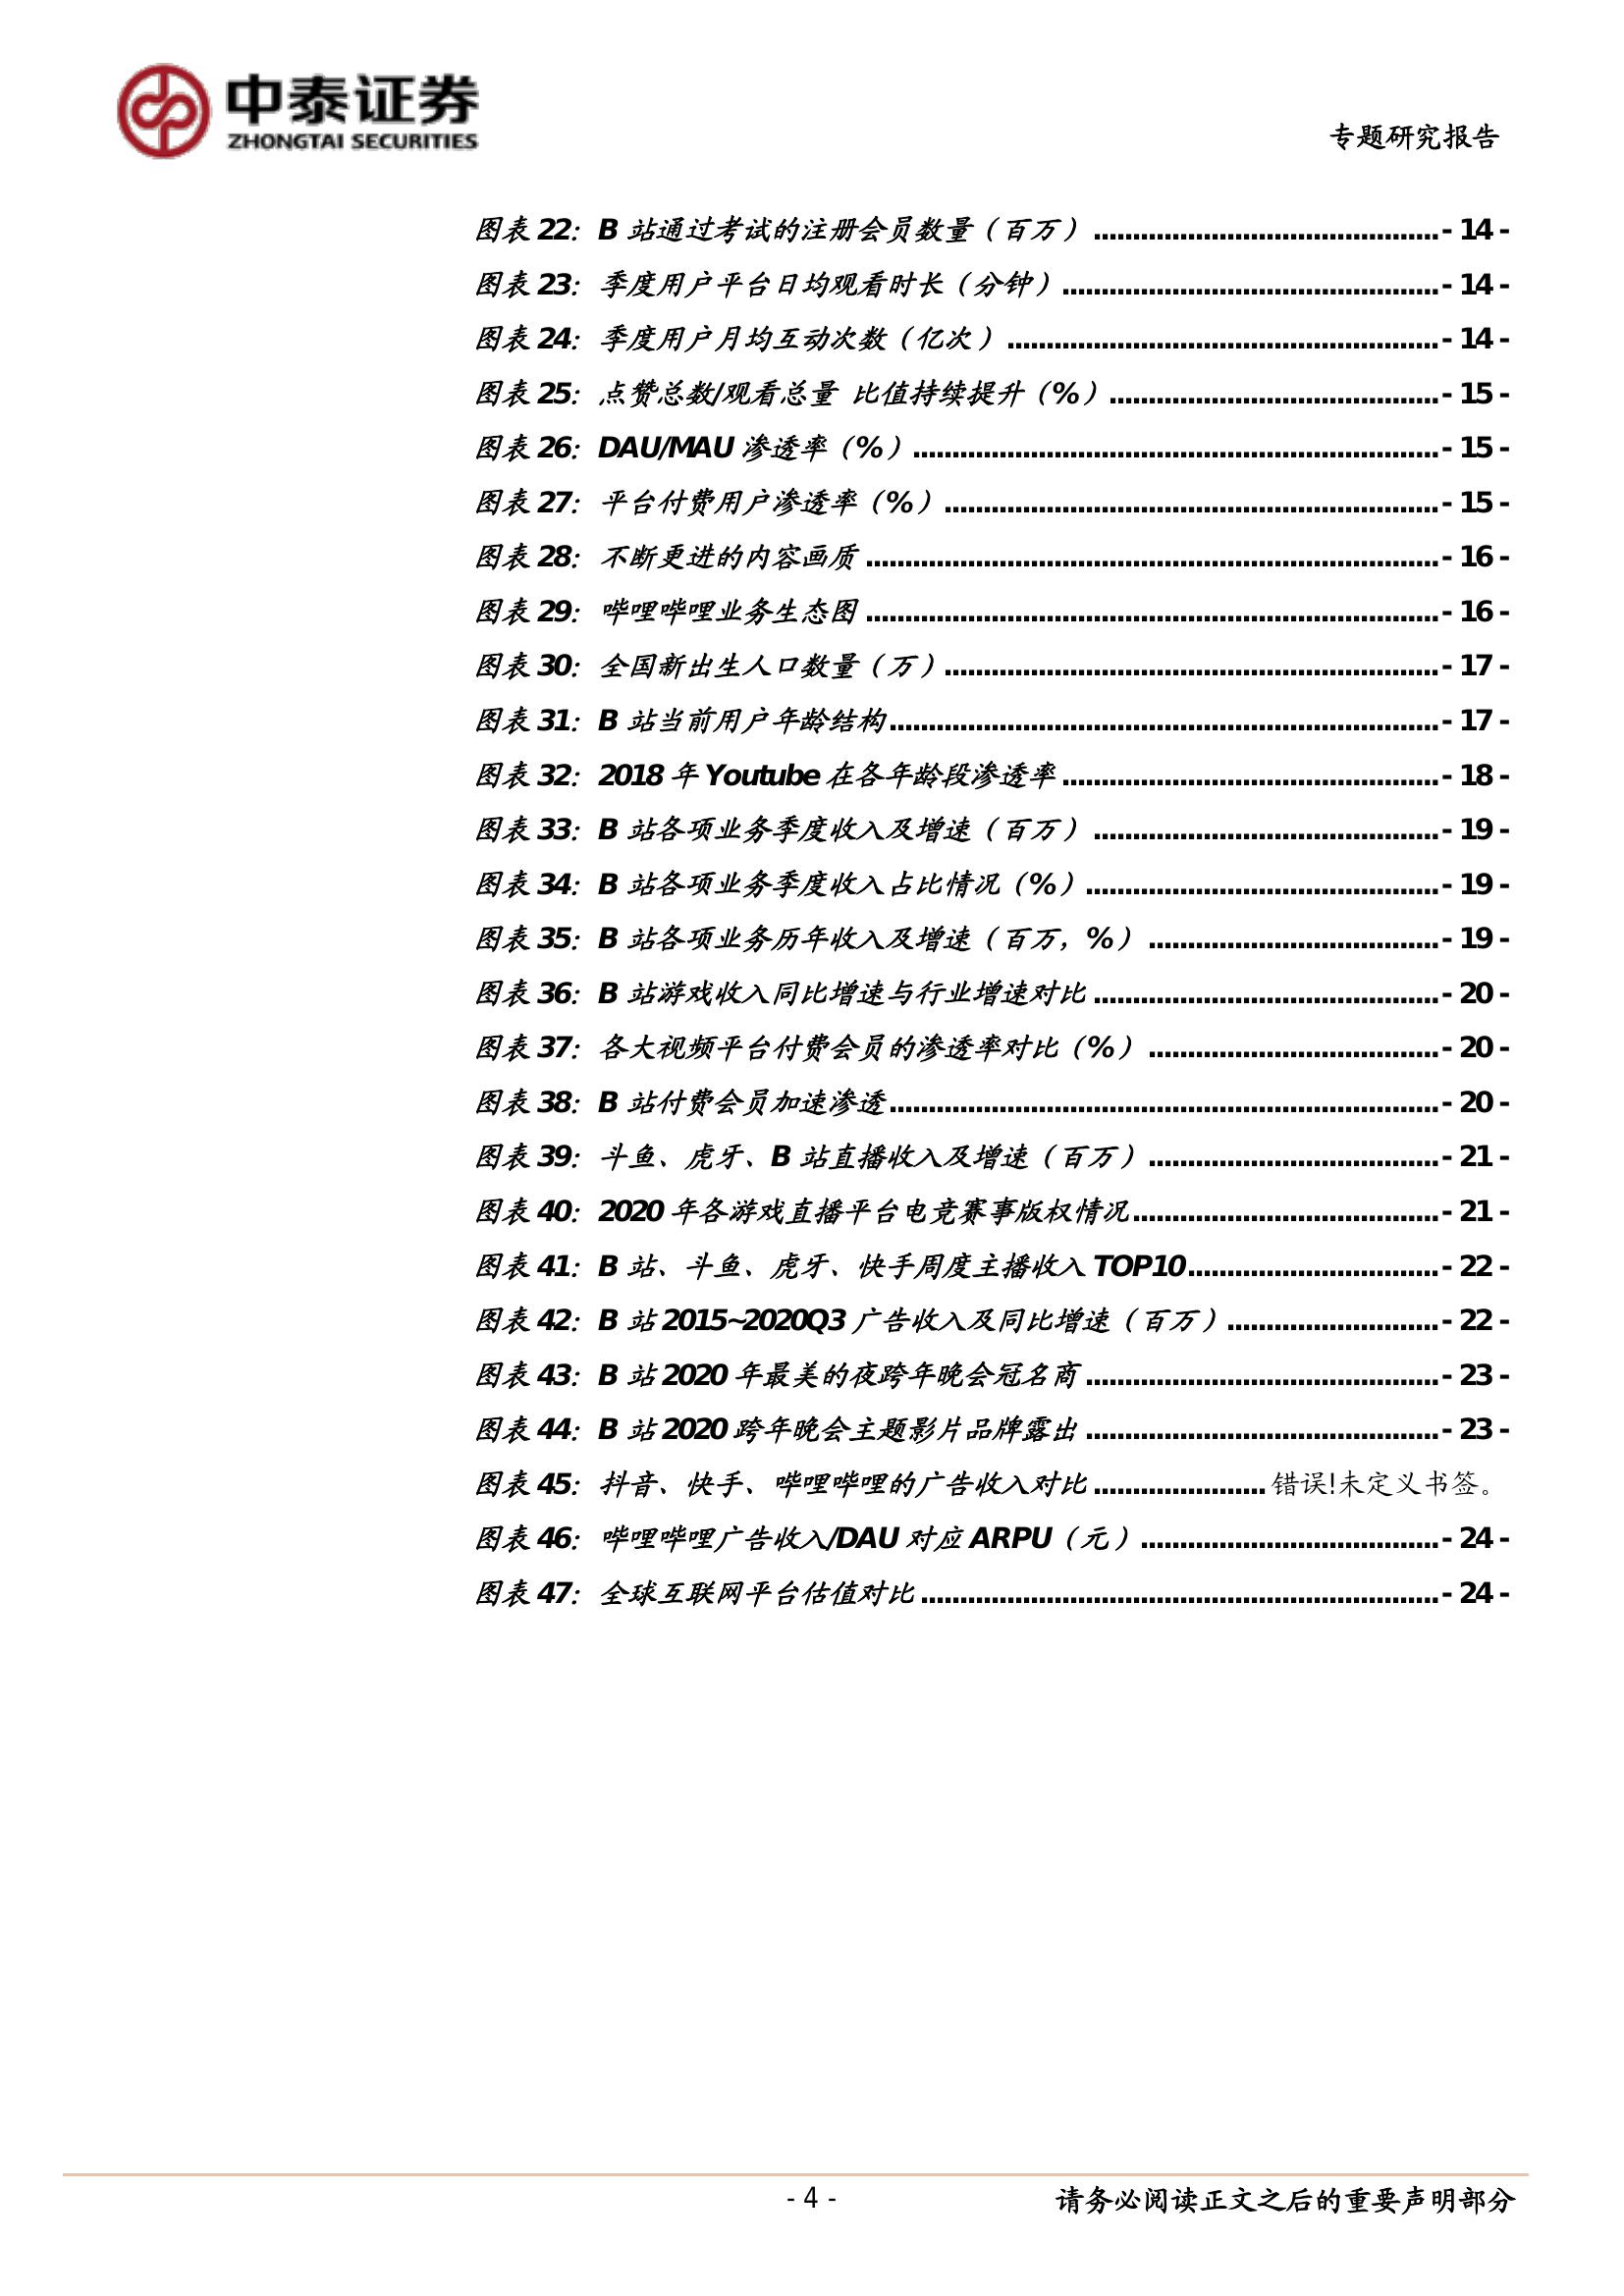 中泰证券
ZHONGTAI SECURITIES
专题研究报告
图表 22：B 站通过考试的注册会员数量（百万）............................................- 14 -
图表 23：季度用户平台日均观看时长（分钟）................................................- 14 -
图表 24：季度用户月均互动次数（亿次）.......................................................- 14 -
图表 25：点赞总数/观看总量 比值持续提升（%）..........................................- 15 -
图表 26：DAU/MAU 渗透率（%）...................................................................- 15 -
图表 27：平台付费用户渗透率（%）...............................................................- 15 -
图表 28：不断更进的内容画质.........................................................................- 16 -
图表 29：哔哩哔哩业务生态图.........................................................................- 16 -
图表 30：全国新出生人口数量（万）...............................................................- 17 -
图表 31：B 站当前用户年龄结构......................................................................- 17 -
图表 32：2018 年 Youtube 在各年龄段渗透率................................................- 18 -
图表 33：B 站各项业务季度收入及增速（百万）............................................- 19 -
图表 34：B 站各项业务季度收入占比情况（%）.............................................- 19 -
图表 35：B 站各项业务历年收入及增速（百万，%）.....................................- 19 -
图表 36：B 站游戏收入同比增速与行业增速对比............................................- 20 -
图表 37：各大视频平台付费会员的渗透率对比（%）.....................................- 20 -
图表 38：B 站付费会员加速渗透......................................................................- 20 -
图表 39：斗鱼、虎牙、B 站直播收入及增速（百万）.....................................- 21 -
图表 40：2020 年各游戏直播平台电竞赛事版权情况.......................................- 21 -
图表 41：B 站、斗鱼、虎牙、快手周度主播收入 TOP10................................- 22 -
图表 42：B 站 2015~2020Q3 广告收入及同比增速（百万）...........................- 22 -
图表 43：B 站 2020 年最美的夜跨年晚会冠名商.............................................- 23 -
图表 44：B 站 2020 跨年晚会主题影片品牌露出.............................................- 23 -
图表 45：抖音、快手、哔哩哔哩的广告收入对比......................错误!未定义书签。
图表 46：哔哩哔哩广告收入/DAU 对应 ARPU（元）......................................- 24 -
图表 47：全球互联网平台估值对比..................................................................- 24 -
- 4 -
请务必阅读正文之后的重要声明部分